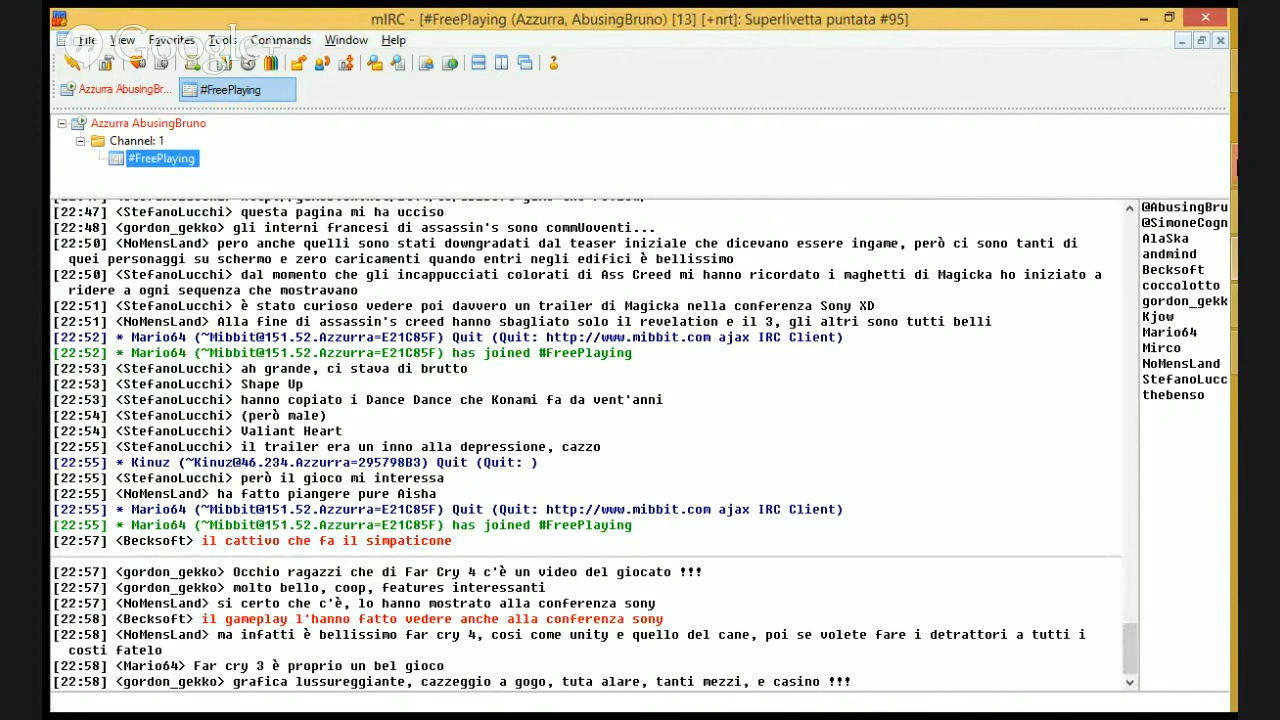 mIRC - [#FreePlaying (Azzurra, AbusingBruno) [13] [+nrt]: Superlivetta puntata #95]
Google+
File View Favorites Tools Commands Window Help
Azzurra AbusingBr... #FreePlaying
Azzurra AbusingBruno
Channel: 1
#FreePlaying
[22:47] <StefanoLucchi> questa pagina mi ha ucciso
[22:48] <gordon_gekko> gli interni francesi di assassin's sono commUoventi...
[22:50] <NoMensLand> pero anche quelli sono stati downgradati dal teaser iniziale che dicevano essere ingame, però ci sono tanti di
quei personaggi su schermo e zero caricamenti quando entri negli edifici è bellissimo
[22:50] <StefanoLucchi> dal momento che gli incappucciati colorati di Ass Creed mi hanno ricordato i maghetti di Magicka ho iniziato a
ridere a ogni sequenza che mostravano
[22:51] <StefanoLucchi> è stato curioso vedere poi davvero un trailer di Magicka nella conferenza Sony XD
[22:51] <NoMensLand> Alla fine di assassin's creed hanno sbagliato solo il revelation e il 3, gli altri sono tutti belli
[22:52] * Mario64 (~Mibbit@151.52.Azzurra=E21C85F) Quit (Quit: http://www.mibbit.com ajax IRC Client)
[22:52] * Mario64 (~Mibbit@151.52.Azzurra=E21C85F) has joined #FreePlaying
[22:53] <StefanoLucchi> ah grande, ci stava di brutto
[22:53] <StefanoLucchi> Shape Up
[22:53] <StefanoLucchi> hanno copiato i Dance Dance che Konami fa da vent'anni
[22:54] <StefanoLucchi> (però male)
[22:54] <StefanoLucchi> Valiant Heart
[22:55] <StefanoLucchi> il trailer era un inno alla depressione, cazzo
[22:55] * Kinuz (~Kinuz@46.234.Azzurra=295798B3) Quit (Quit: )
[22:55] <StefanoLucchi> però il gioco mi interessa
[22:55] <NoMensLand> ha fatto piangere pure Aisha
[22:55] * Mario64 (~Mibbit@151.52.Azzurra=E21C85F) Quit (Quit: http://www.mibbit.com ajax IRC Client)
[22:55] * Mario64 (~Mibbit@151.52.Azzurra=E21C85F) has joined #FreePlaying
[22:57] <Becksoft> il cattivo che fa il simpaticone
[22:57] <gordon_gekko> Occhio ragazzi che di Far Cry 4 c'è un video del giocato !!!
[22:57] <gordon_gekko> molto bello, coop, features interessanti
[22:57] <NoMensLand> si certo che c'è, lo hanno mostrato alla conferenza sony
[22:58] <Becksoft> il gameplay l'hanno fatto vedere anche alla conferenza sony
[22:58] <NoMensLand> ma infatti è bellissimo far cry 4, cosi come unity e quello del cane, poi se volete fare i detrattori a tutti i
costi fatelo
[22:58] <Mario64> Far cry 3 è proprio un bel gioco
[22:58] <gordon_gekko> grafica lussureggiante, cazzeggio a gogo, tuta alare, tanti mezzi, e casino !!!
@AbusingBru
@SimoneCogn
AlaSka
andmind
Becksoft
coccolotto
gordon_gekk
Kjow
Mario64
Mirco
NoMensLand
StefanoLucc
thebenso